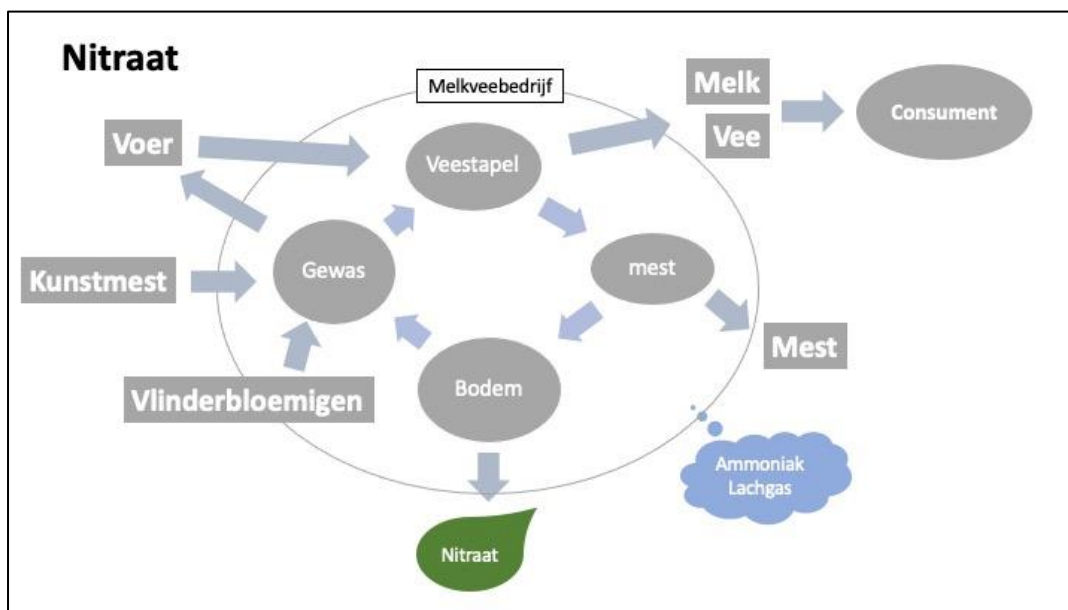 Nitraat
Melkveebedrijf
Melk
Vee
Consument
Voer
Veestapel
Kunstmest
Gewas
mest
Mest
Vlinderbloemigen
Bodem
Ammoniak
Lachgas
Nitraat